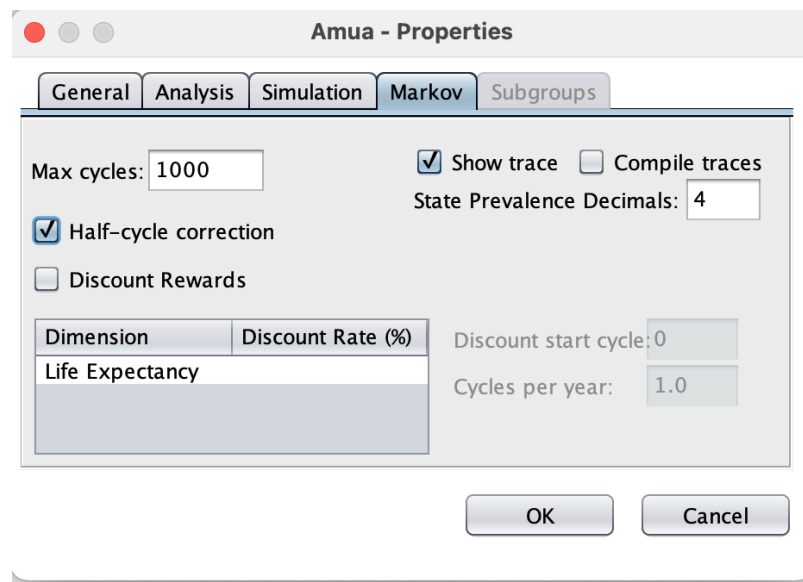 Amua - Properties
General Analysis Simulation Markov Subgroups
Max cycles: 1000
Show trace Compile traces
State Prevalence Decimals: 4
Half-cycle correction
Discount Rewards
Dimension Discount Rate (%)
Life Expectancy
Discount start cycle: 0
Cycles per year: 1.0
OK Cancel